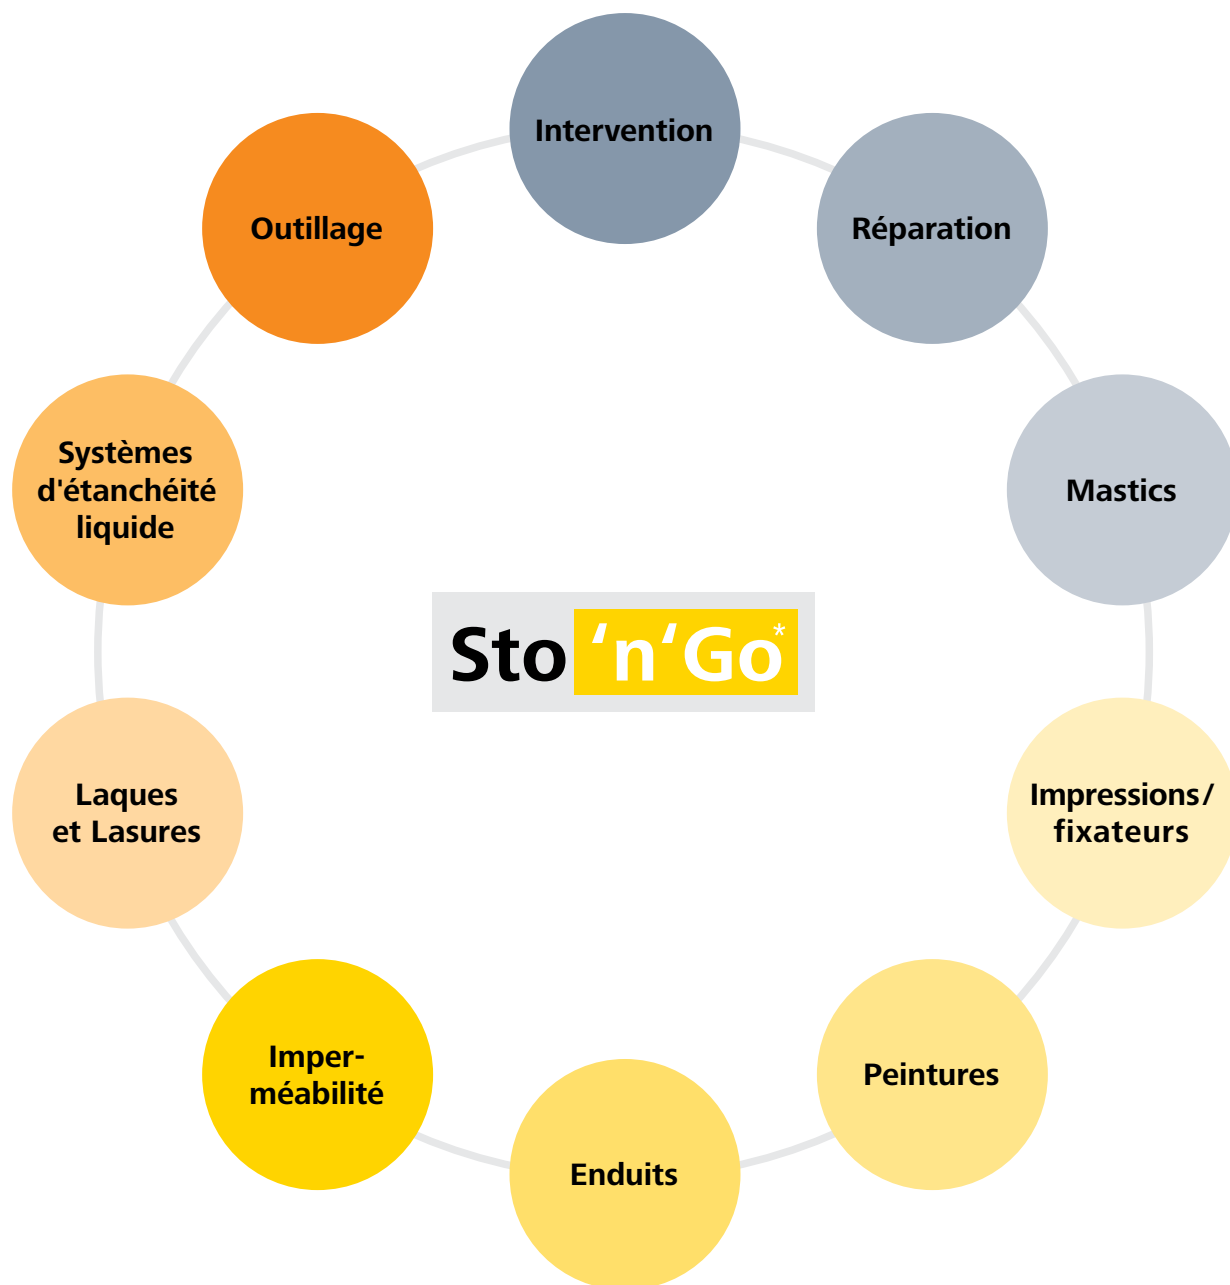 Intervention
Outillage
Réparation
Systèmes
d'étanchéité
liquide
Mastics
Sto ‘n‘Go*
Laques
et Lasures
Impressions/
fixateurs
Imper-
méabilité
Peintures
Enduits